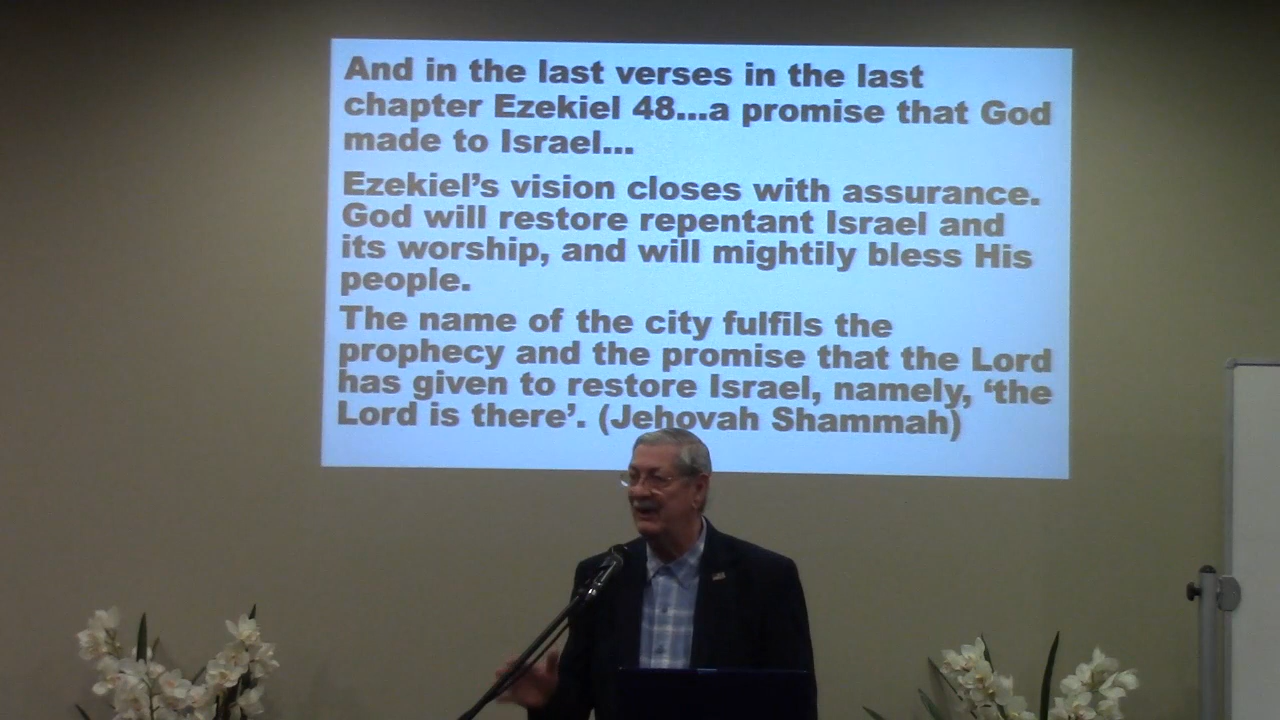 And in the last verses in the last
chapter Ezekiel 48...a promise that God
made to Israel...
Ezekiel's vision closes with assurance.
God will restore repentant Israel and
its worship, and will mightily bless His
people.
The name of the city fulfils the
prophecy and the promise that the Lord
has given to restore Israel, namely, ‘the
Lord is there’. (Jehovah Shammah)